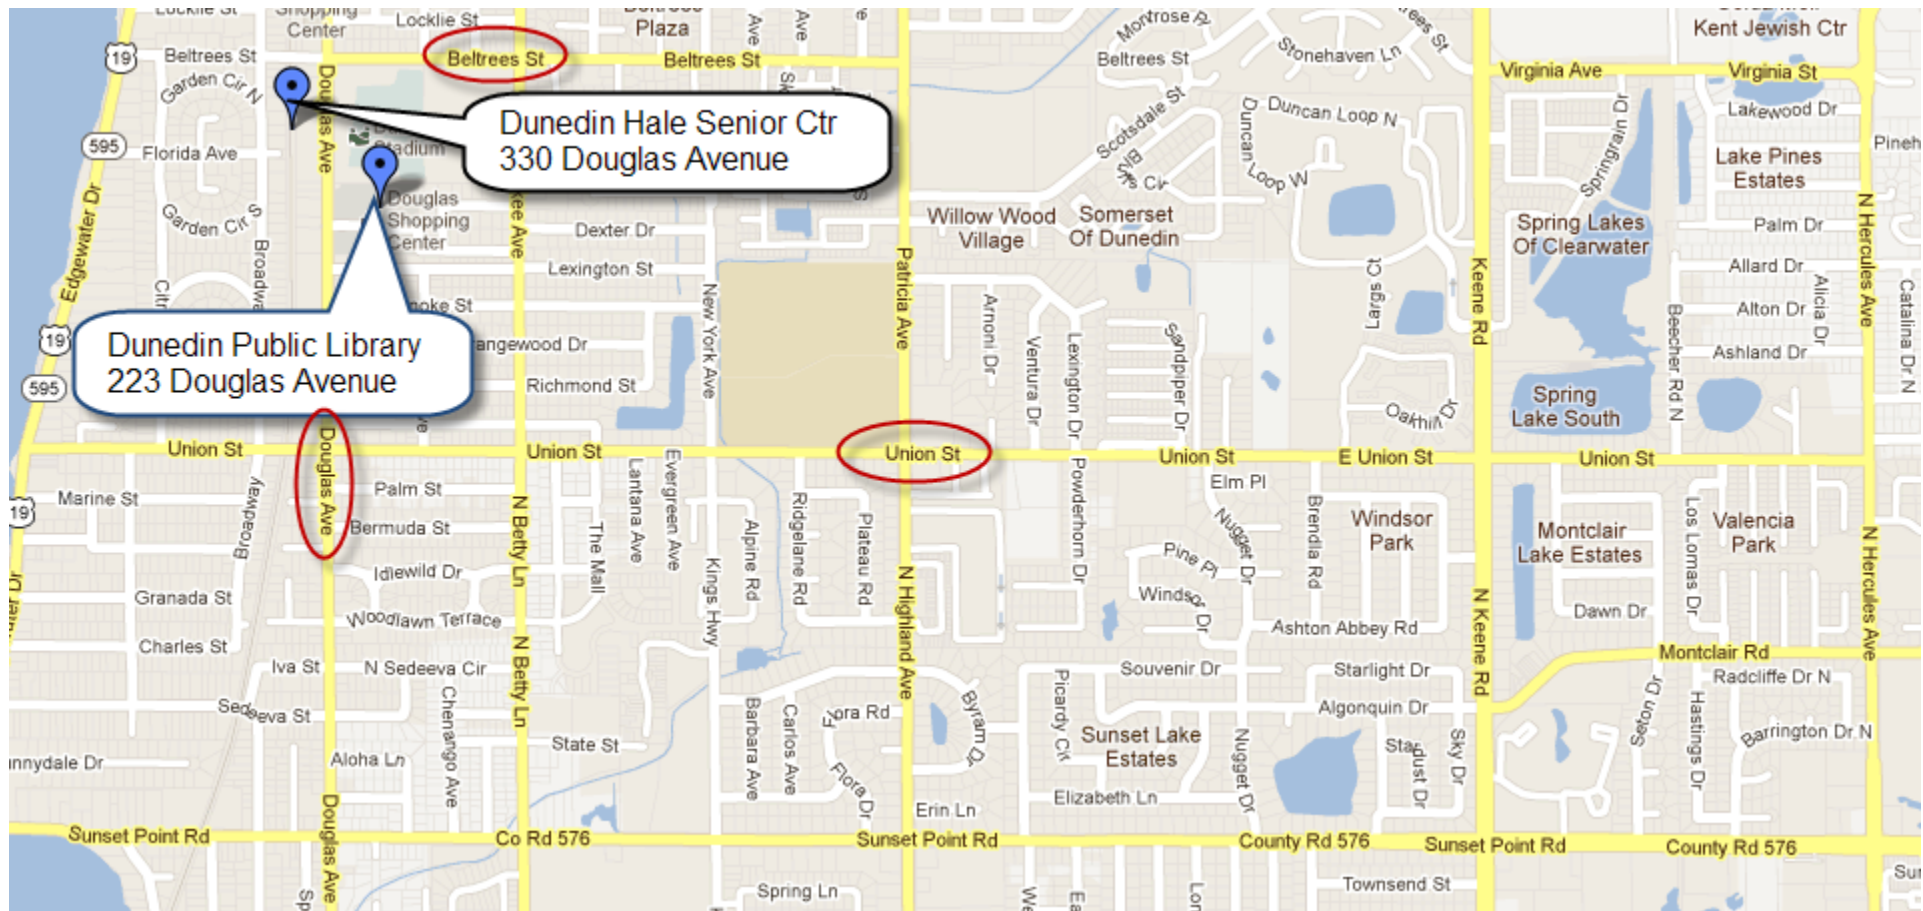 Locklie St
Shopping
Center
Locklie St
Plaza
Ave
Ave
Montrose Pl
Kent Jewish Ctr
19
Beltrees St
Beltrees St
Beltrees St
Beltrees St
Stonehaven Ln
Virginia Ave
Virginia St
Garden Cir N
Douglas Ave
Dunedin Hale Senior Ctr
330 Douglas Avenue
Scotsdale St
Duncan Loop N
Duncan Loop W
Springrain Dr
Lakewood Dr
595
Florida Ave
Stadium
Lake Pines
Estates
Edgewater Dr
Garden Cir S
Douglas
Shopping
Center
Dexter Dr
Willow Wood
Village
Somerset
Of Dunedin
Spring Lakes
Of Clearwater
Palm Dr
N Hercules Ave
Lexington St
Patricia Ave
Largs Ct
Keene Rd
Allard Dr
Alicia Dr
Catalina Dr N
New York Ave
Arnoni Dr
Ventura Dr
Lexington Dr
Sandpiper Dr
Beecher Rd N
Alton Dr
19
Dunedin Public Library
223 Douglas Avenue
Ashland Dr
595
Richmond St
Oakhill Dr
Spring
Lake South
Union St
Douglas Ave
Union St
Union St
Union St
E Union St
Union St
Marine St
Palm St
Lantana Ave
Evergreen Ave
Powderhorn Dr
Elm Pl
19
Broadway
Bermuda St
N Betty Ln
The Mall
Alpine Rd
Ridgelane Rd
Plateau Rd
Nugget Dr
Brendla Rd
Windsor
Park
Montclair
Lake Estates
Los Lomas Dr
Valencia
Park
N Hercules Ave
Pine Pl
Idlewild Dr
Kings Hwy
N Highland Ave
Windsor Dr
N Keene Rd
Granada St
Woodlawn Terrace
Ashton Abbey Rd
Dawn Dr
Charles St
Iva St
N Sedeeva Cir
N Betty Ln
Souvenir Dr
Starlight Dr
Montclair Rd
Radcliffe Dr N
Sedeeva St
Chenango Ave
Barbara Ave
Carlos Ave
Flora Rd
Byram Dr
Algonquin Dr
Seton Dr
Hastings Dr
Barrington Dr N
State St
Sunset Lake
Estates
Nugget Dr
Stardust Dr
Sky Dr
Aloha Ln
Flora Dr
Erin Ln
Elizabeth Ln
Douglas Ave
Sunset Point Rd
Co Rd 576
Sunset Point Rd
County Rd 576
Sunset Point Rd
County Rd 576
Spring Ln
Townsend St